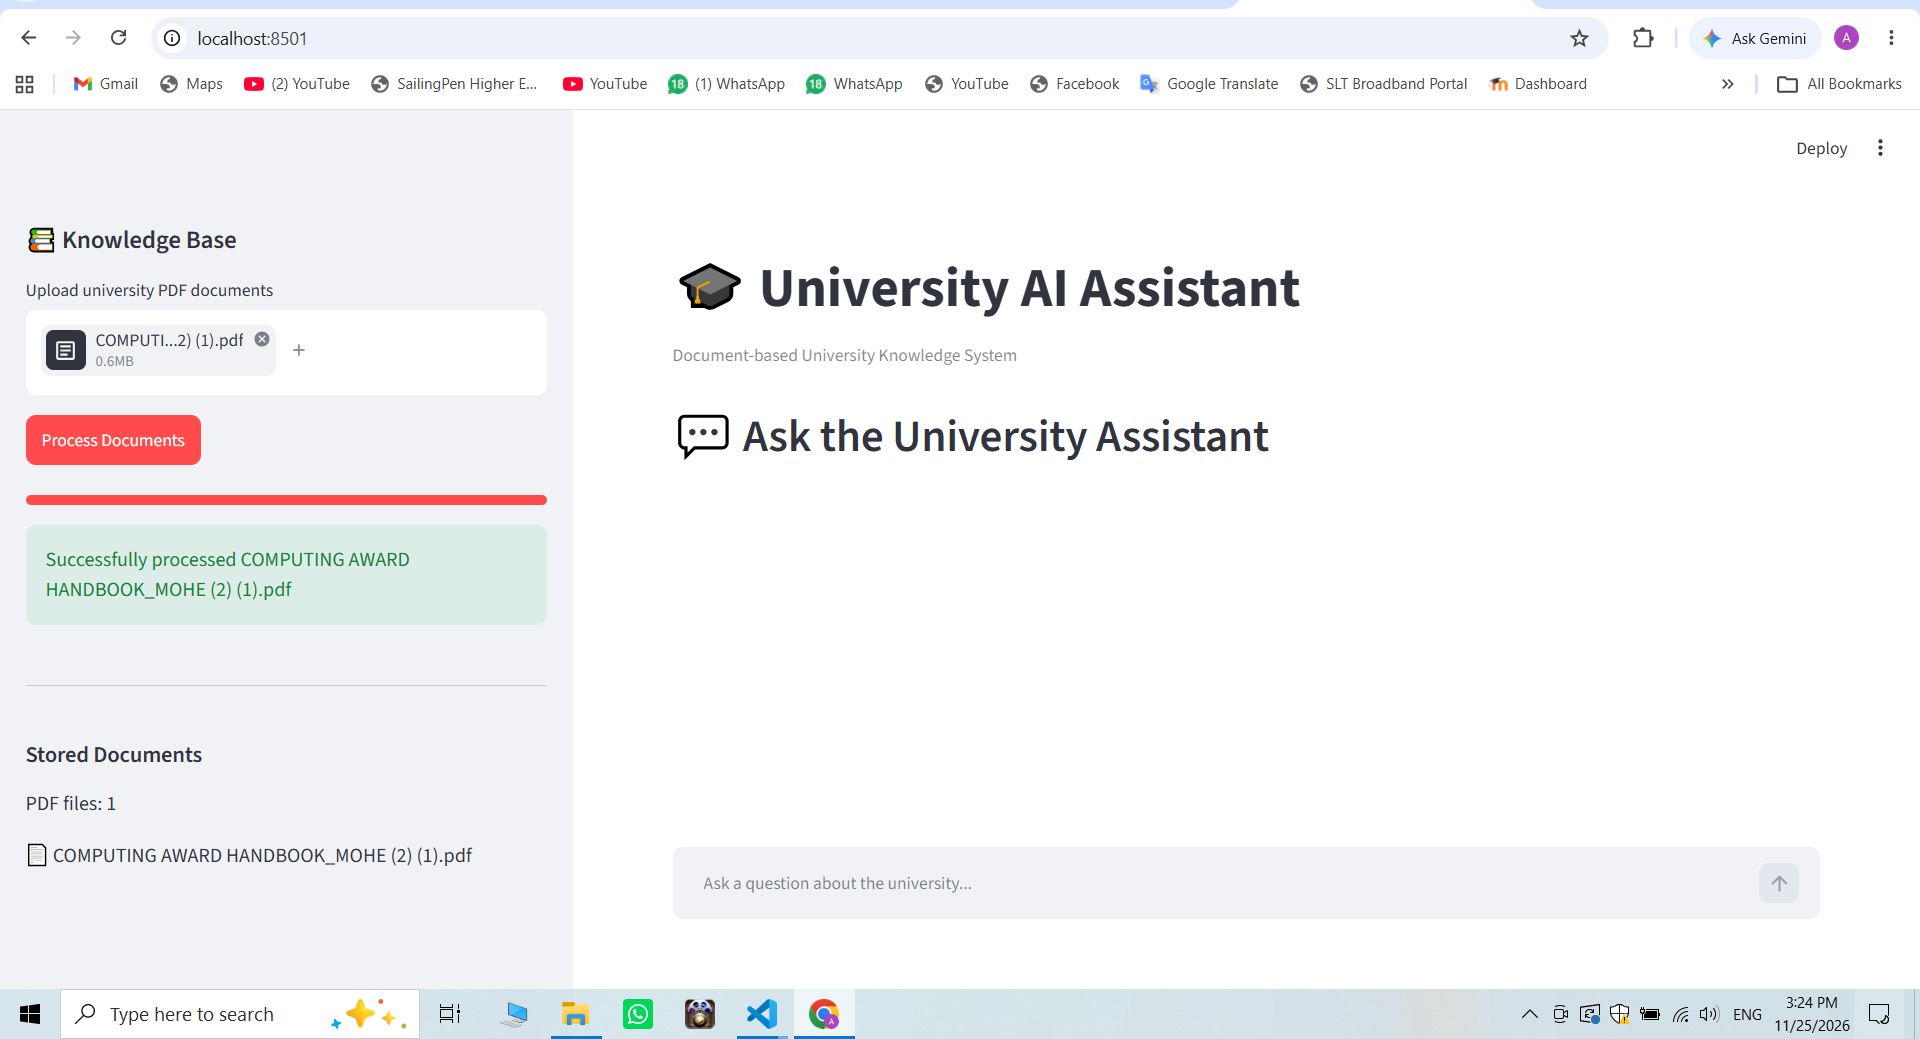 localhost:8501
Ask Gemini
A
Gmail
Maps
(2) YouTube
SailingPen Higher E...
YouTube
18
(1) WhatsApp
18
WhatsApp
YouTube
Facebook
Google Translate
SLT Broadband Portal
Dashboard
All Bookmarks
Deploy
Knowledge Base
Upload university PDF documents
COMPUTI...2) (1).pdf
0.6MB
Process Documents
Successfully processed COMPUTING AWARD
HANDBOOK_MOHE (2) (1).pdf
Stored Documents
PDF files: 1
COMPUTING AWARD HANDBOOK_MOHE (2) (1).pdf
University AI Assistant
Document-based University Knowledge System
Ask the University Assistant
Ask a question about the university...
Type here to search
ENG
3:24 PM
11/25/2026